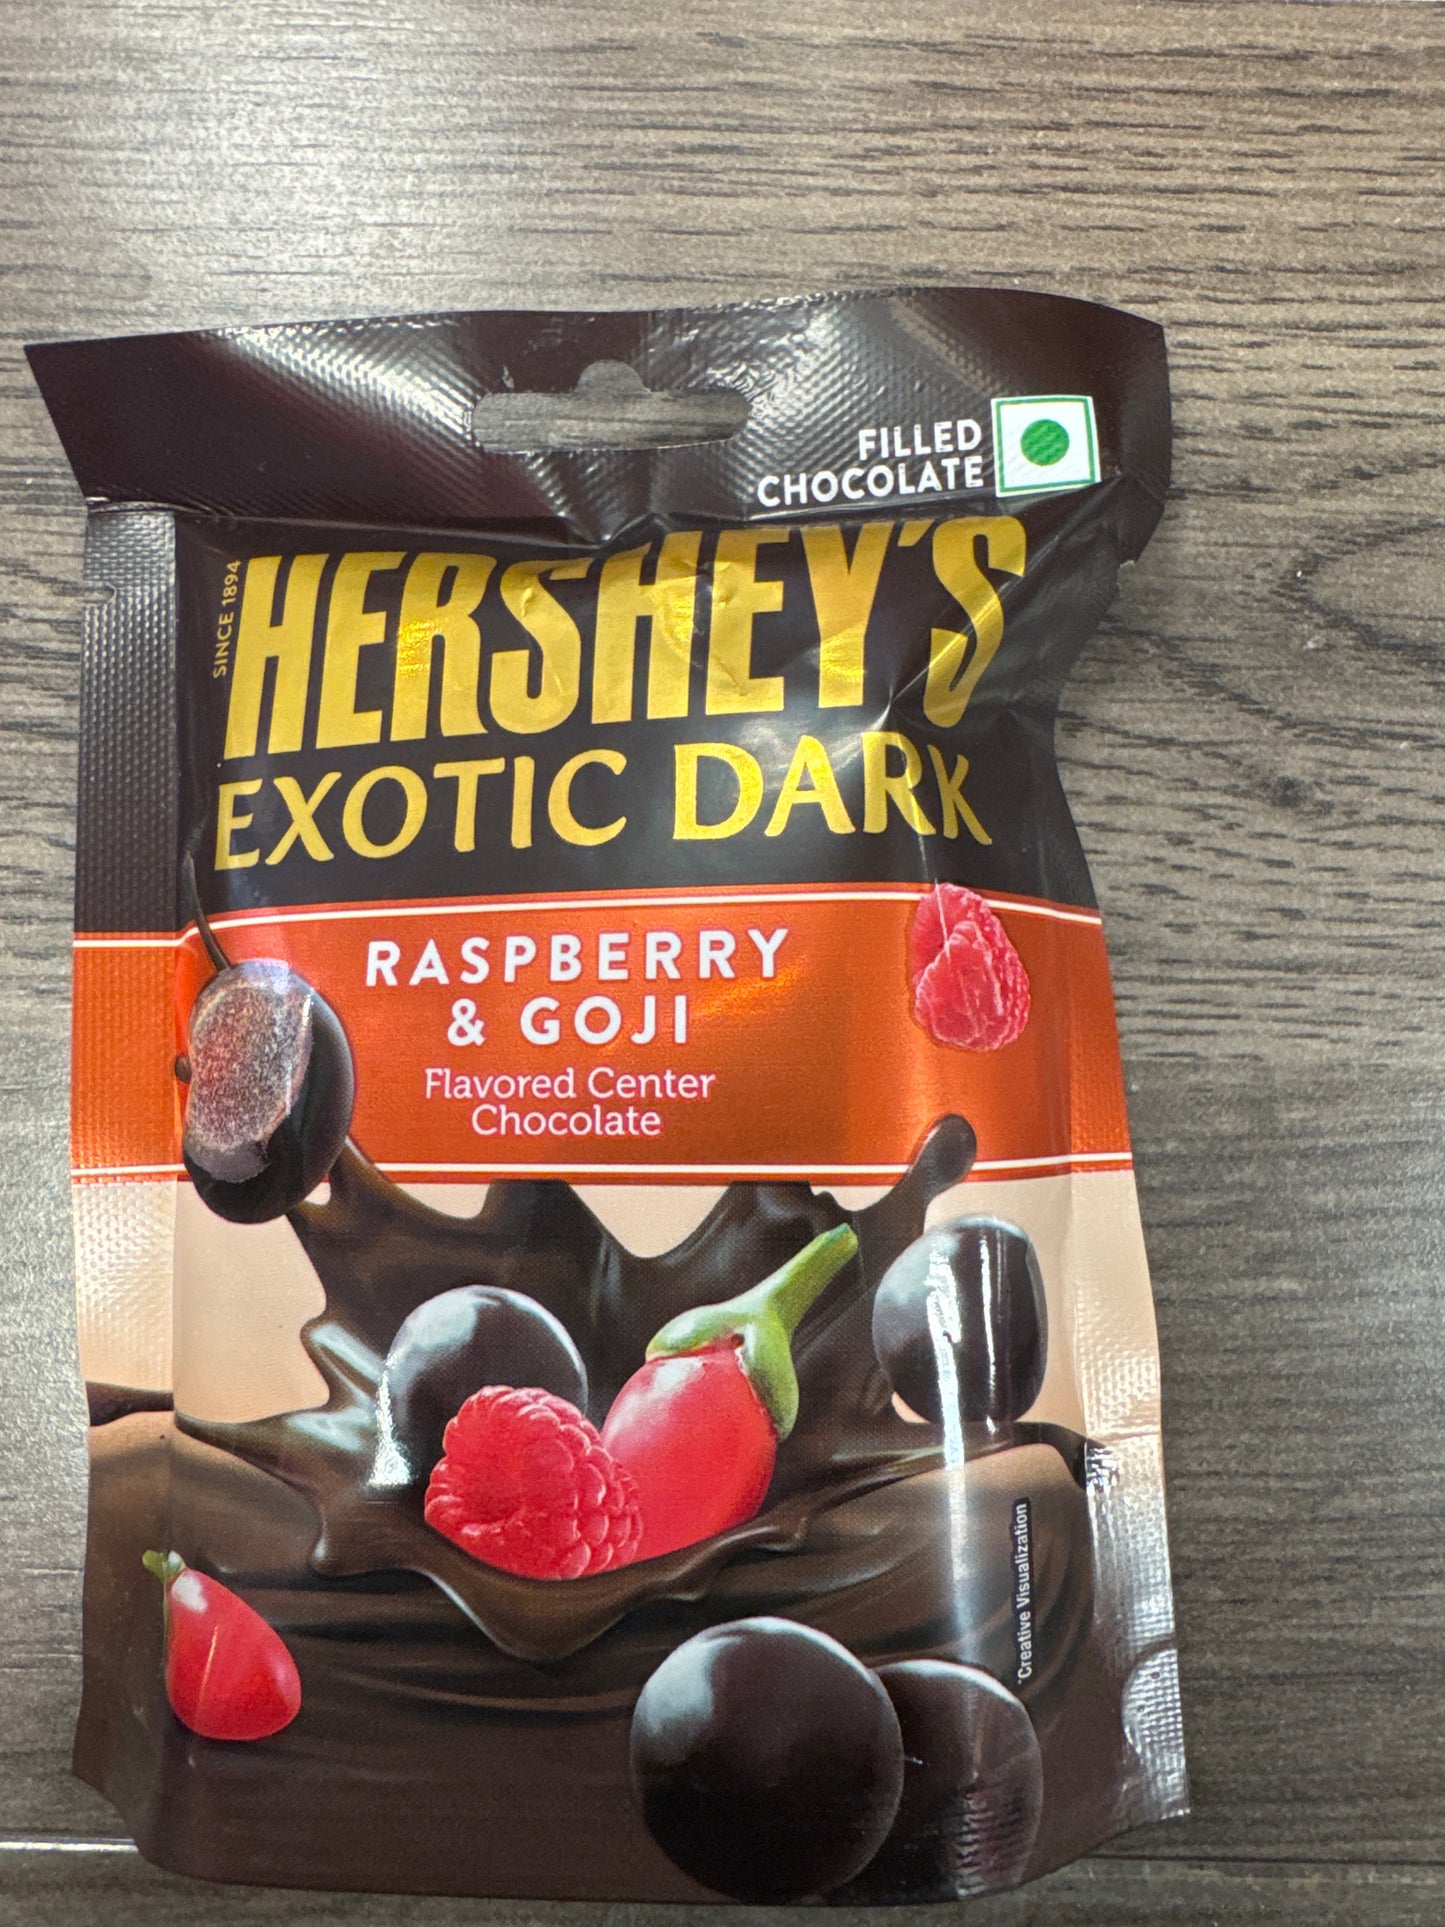 FILLED
CHOCOLATE
SINCE 1894
HERSHEY'S
EXOTIC DARK
RASPBERRY
& GOJI
Flavored Center
Chocolate
*Creative Visualization